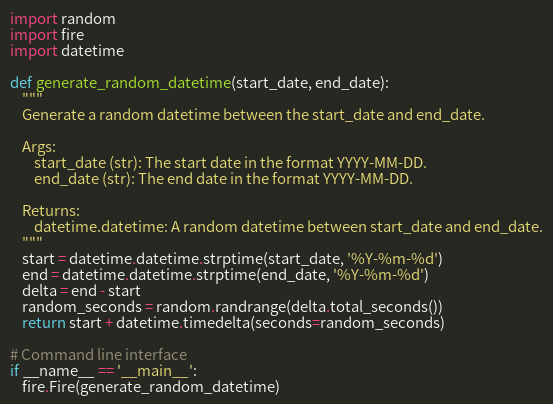 import random
import fire
import datetime

def generate_random_datetime(start_date, end_date):
    """
    Generate a random datetime between the start_date and end_date.

    Args:
        start_date (str): The start date in the format YYYY-MM-DD.
        end_date (str): The end date in the format YYYY-MM-DD.

    Returns:
        datetime.datetime: A random datetime between start_date and end_date.
    """
    start = datetime.datetime.strptime(start_date, '%Y-%m-%d')
    end = datetime.datetime.strptime(end_date, '%Y-%m-%d')
    delta = end - start
    random_seconds = random.randrange(delta.total_seconds())
    return start + datetime.timedelta(seconds=random_seconds)

# Command line interface
if __name__ == '__main__':
    fire.Fire(generate_random_datetime)